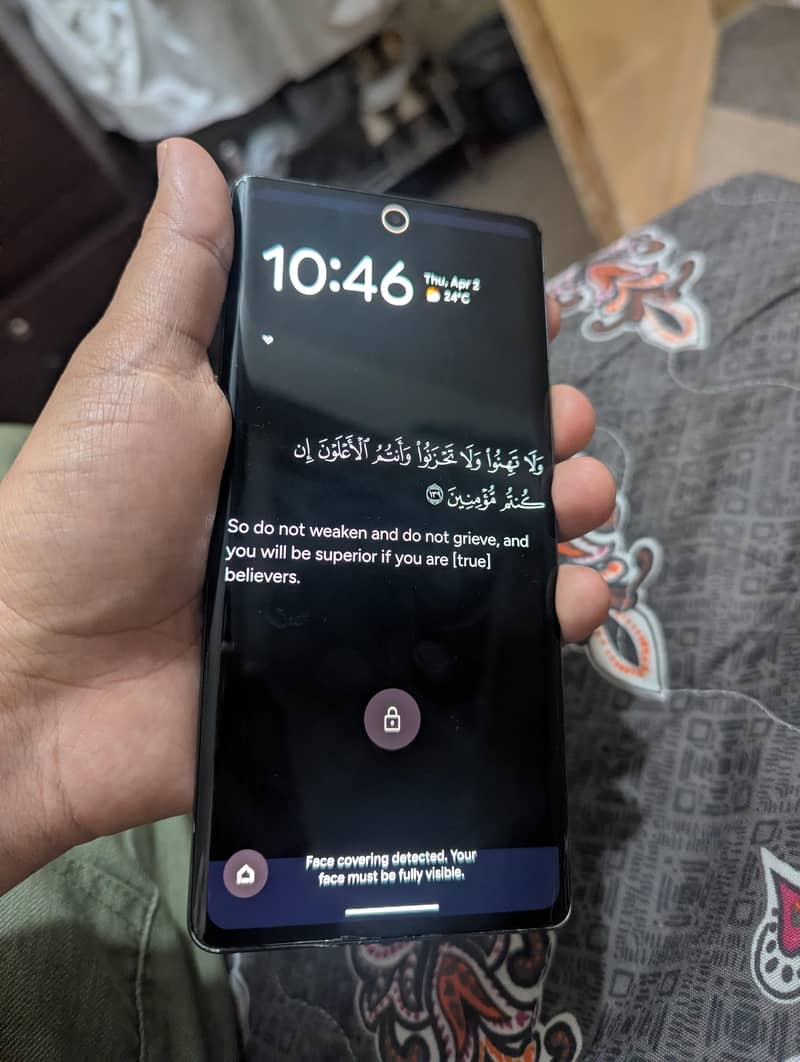 10:46
Thu, Apr 2
24°C
وَلَا تَهِنُوا۟ وَلَا تَحْزَنُوا۟ وَأَنتُمُ ٱلْأَعْلَوْنَ إِن
كُنتُم مُّؤْمِنِينَ ١٣٩
So do not weaken and do not grieve, and
you will be superior if you are [true]
believers.
Face covering detected. Your
face must be fully visible.